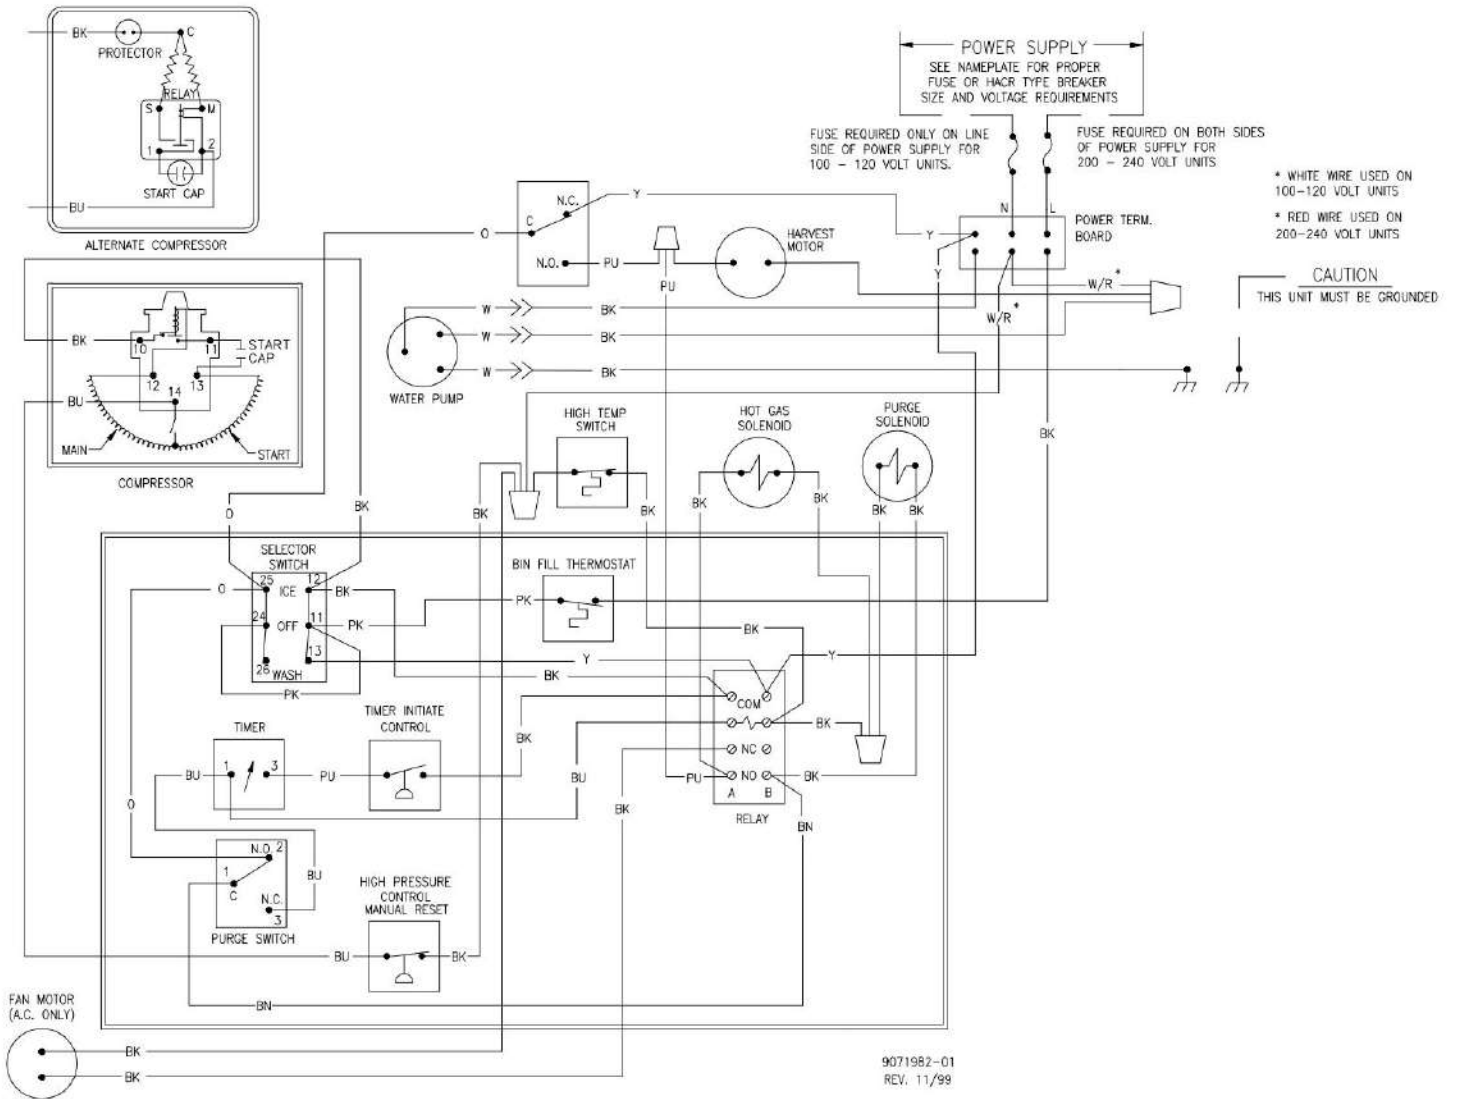 BK
C
PROTECTOR
RELAY
S
M
1
2
START CAP
BU
ALTERNATE COMPRESSOR
POWER SUPPLY
SEE NAMEPLATE FOR PROPER
FUSE OR HACR TYPE BREAKER
SIZE AND VOLTAGE REQUIREMENTS
FUSE REQUIRED ONLY ON LINE
SIDE OF POWER SUPPLY FOR
100 - 120 VOLT UNITS.
FUSE REQUIRED ON BOTH SIDES
OF POWER SUPPLY FOR
200 - 240 VOLT UNITS
* WHITE WIRE USED ON
100-120 VOLT UNITS
* RED WIRE USED ON
200-240 VOLT UNITS
N
L
POWER TERM.
BOARD
CAUTION
THIS UNIT MUST BE GROUNDED
N.C.
C
N.O.
Y
O
PU
PU
HARVEST
MOTOR
Y
Y
W/R*
W/R*
W
BK
W
BK
W
BK
WATER PUMP
BK
10
11
START
CAP
12
13
14
BU
MAIN
START
COMPRESSOR
HIGH TEMP
SWITCH
HOT GAS
SOLENOID
PURGE
SOLENOID
BK
O
BK
BK
BK
BK
BK
BK
BK
SELECTOR
SWITCH
25
12
O
ICE
BK
24
11
OFF
PK
13
26
WASH
PK
BIN FILL THERMOSTAT
PK
BK
Y
Y
BK
COM
BK
NC
NO
PU
BK
A
B
RELAY
BN
TIMER
1
3
BU
PU
TIMER INITIATE
CONTROL
BK
BU
BK
O
N.O.
2
1
C
N.C.
3
BU
PURGE SWITCH
HIGH PRESSURE
CONTROL
MANUAL RESET
BU
BK
BN
FAN MOTOR
(A.C. ONLY)
BK
BK
9071982-01
REV. 11/99